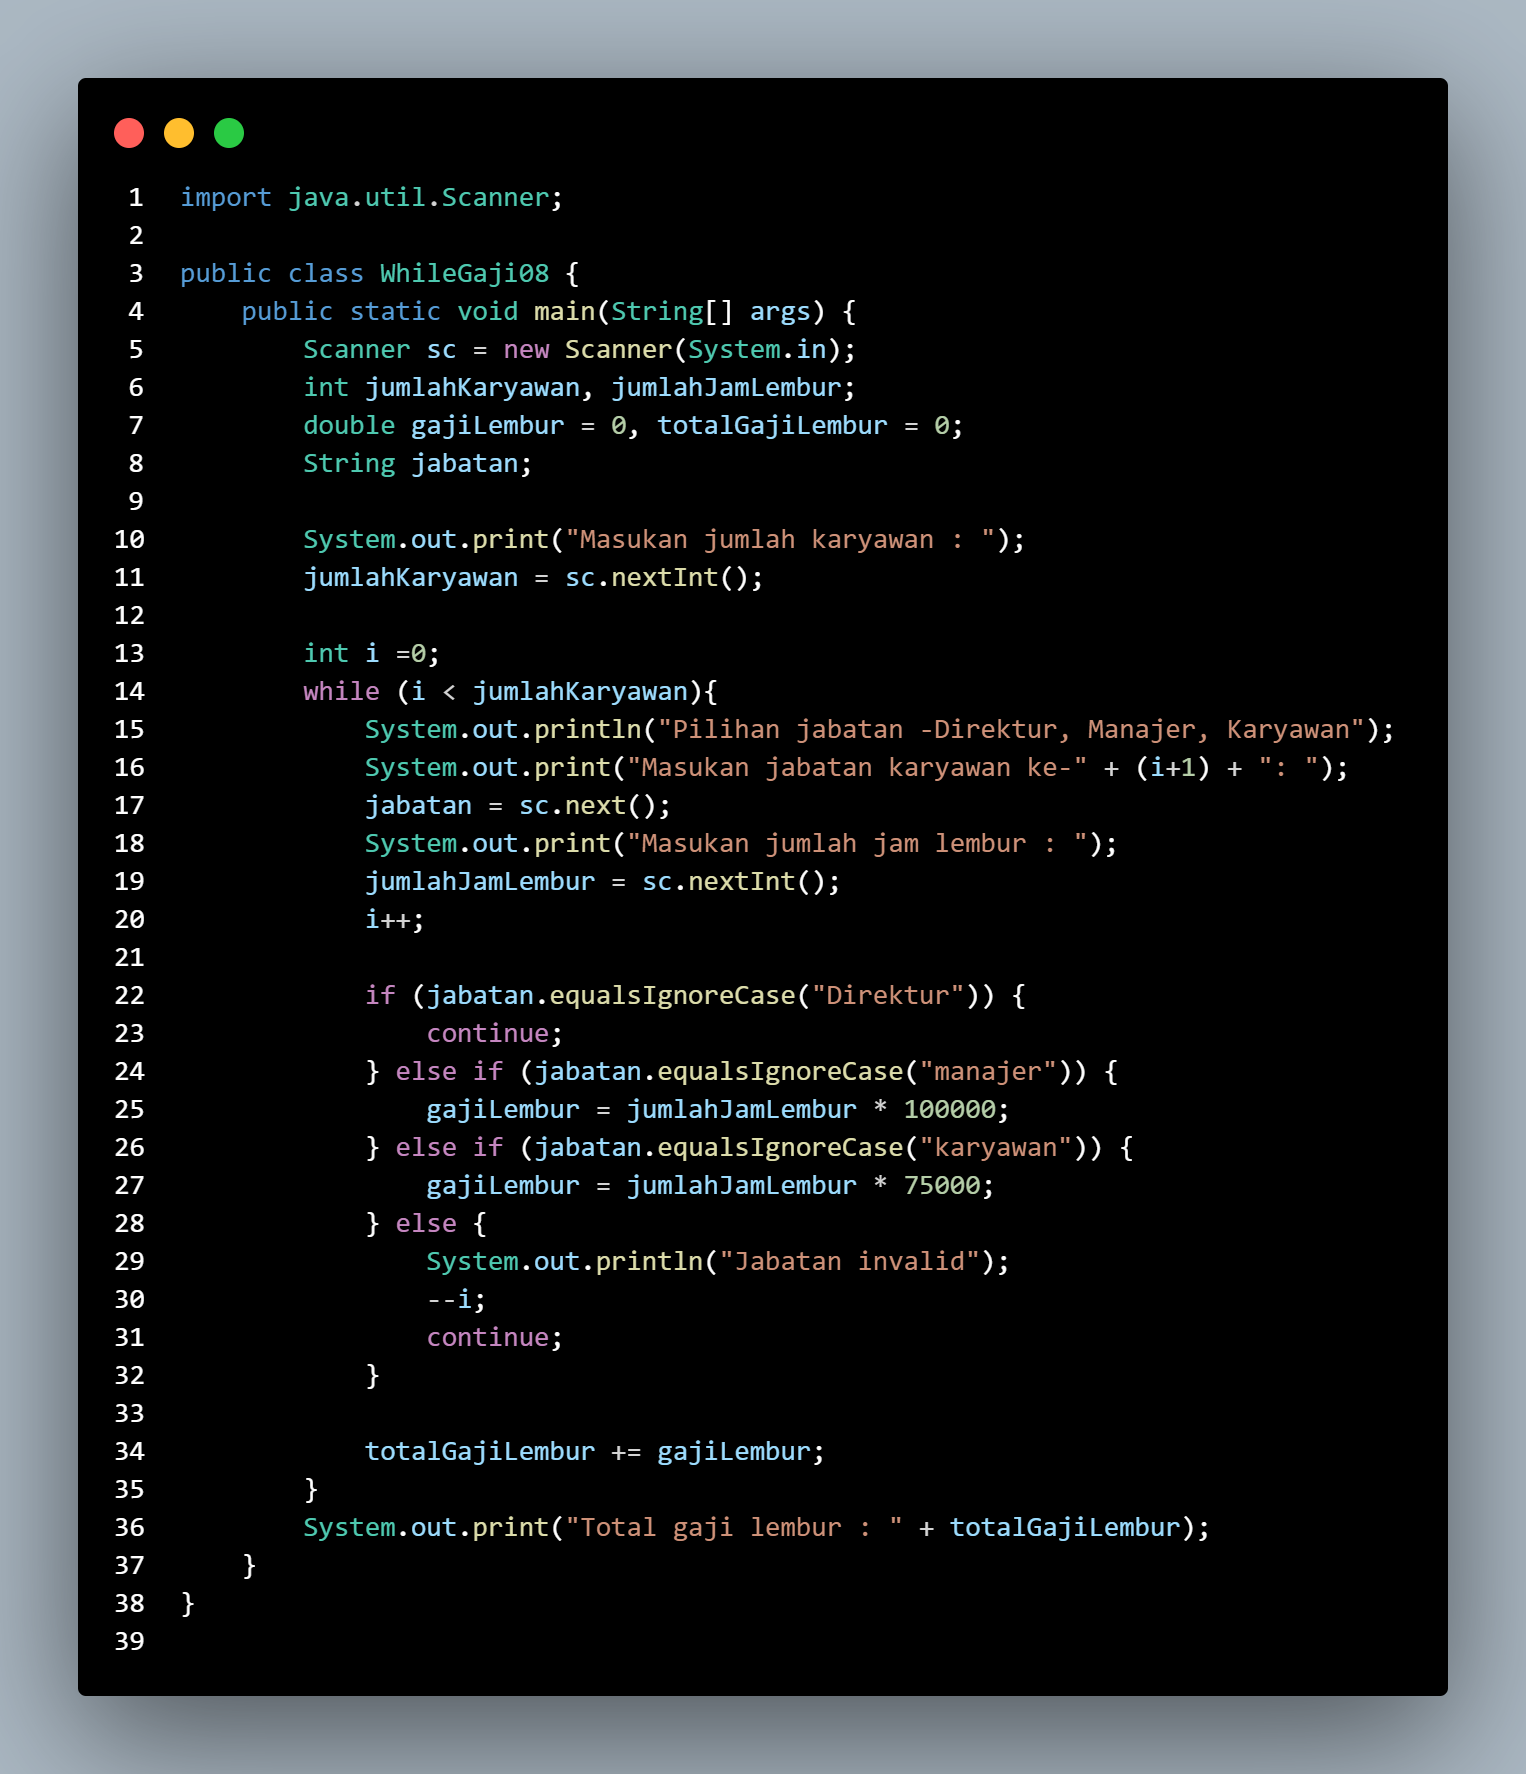 1 import java.util.Scanner;
2
3 public class WhileGaji08 {
4     public static void main(String[] args) {
5         Scanner sc = new Scanner(System.in);
6         int jumlahKaryawan, jumlahJamLembur;
7         double gajiLembur = 0, totalGajiLembur = 0;
8         String jabatan;
9
10         System.out.print("Masukan jumlah karyawan : ");
11         jumlahKaryawan = sc.nextInt();
12
13         int i =0;
14         while (i < jumlahKaryawan){
15             System.out.println("Pilihan jabatan -Direktur, Manajer, Karyawan");
16             System.out.print("Masukan jabatan karyawan ke-" + (i+1) + ": ");
17             jabatan = sc.next();
18             System.out.print("Masukan jumlah jam lembur : ");
19             jumlahJamLembur = sc.nextInt();
20             i++;
21
22             if (jabatan.equalsIgnoreCase("Direktur")) {
23                 continue;
24             } else if (jabatan.equalsIgnoreCase("manajer")) {
25                 gajiLembur = jumlahJamLembur * 100000;
26             } else if (jabatan.equalsIgnoreCase("karyawan")) {
27                 gajiLembur = jumlahJamLembur * 75000;
28             } else {
29                 System.out.println("Jabatan invalid");
30                 --i;
31                 continue;
32             }
33
34             totalGajiLembur += gajiLembur;
35         }
36         System.out.print("Total gaji lembur : " + totalGajiLembur);
37     }
38 }
39